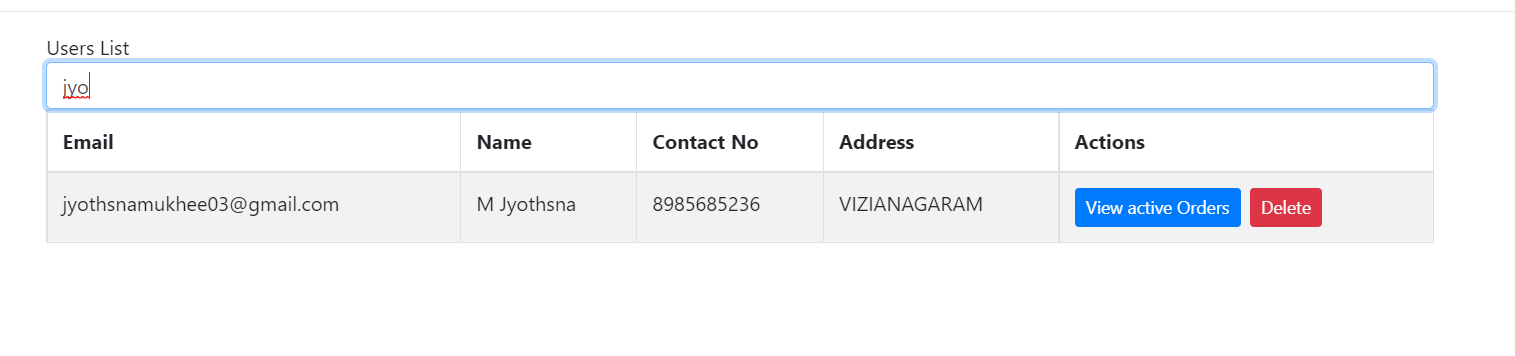 Users List
jyo
Email Name Contact No Address Actions
jyothsnamukhee03@gmail.com M Jyothsna 8985685236 VIZIANAGARAM View active Orders Delete